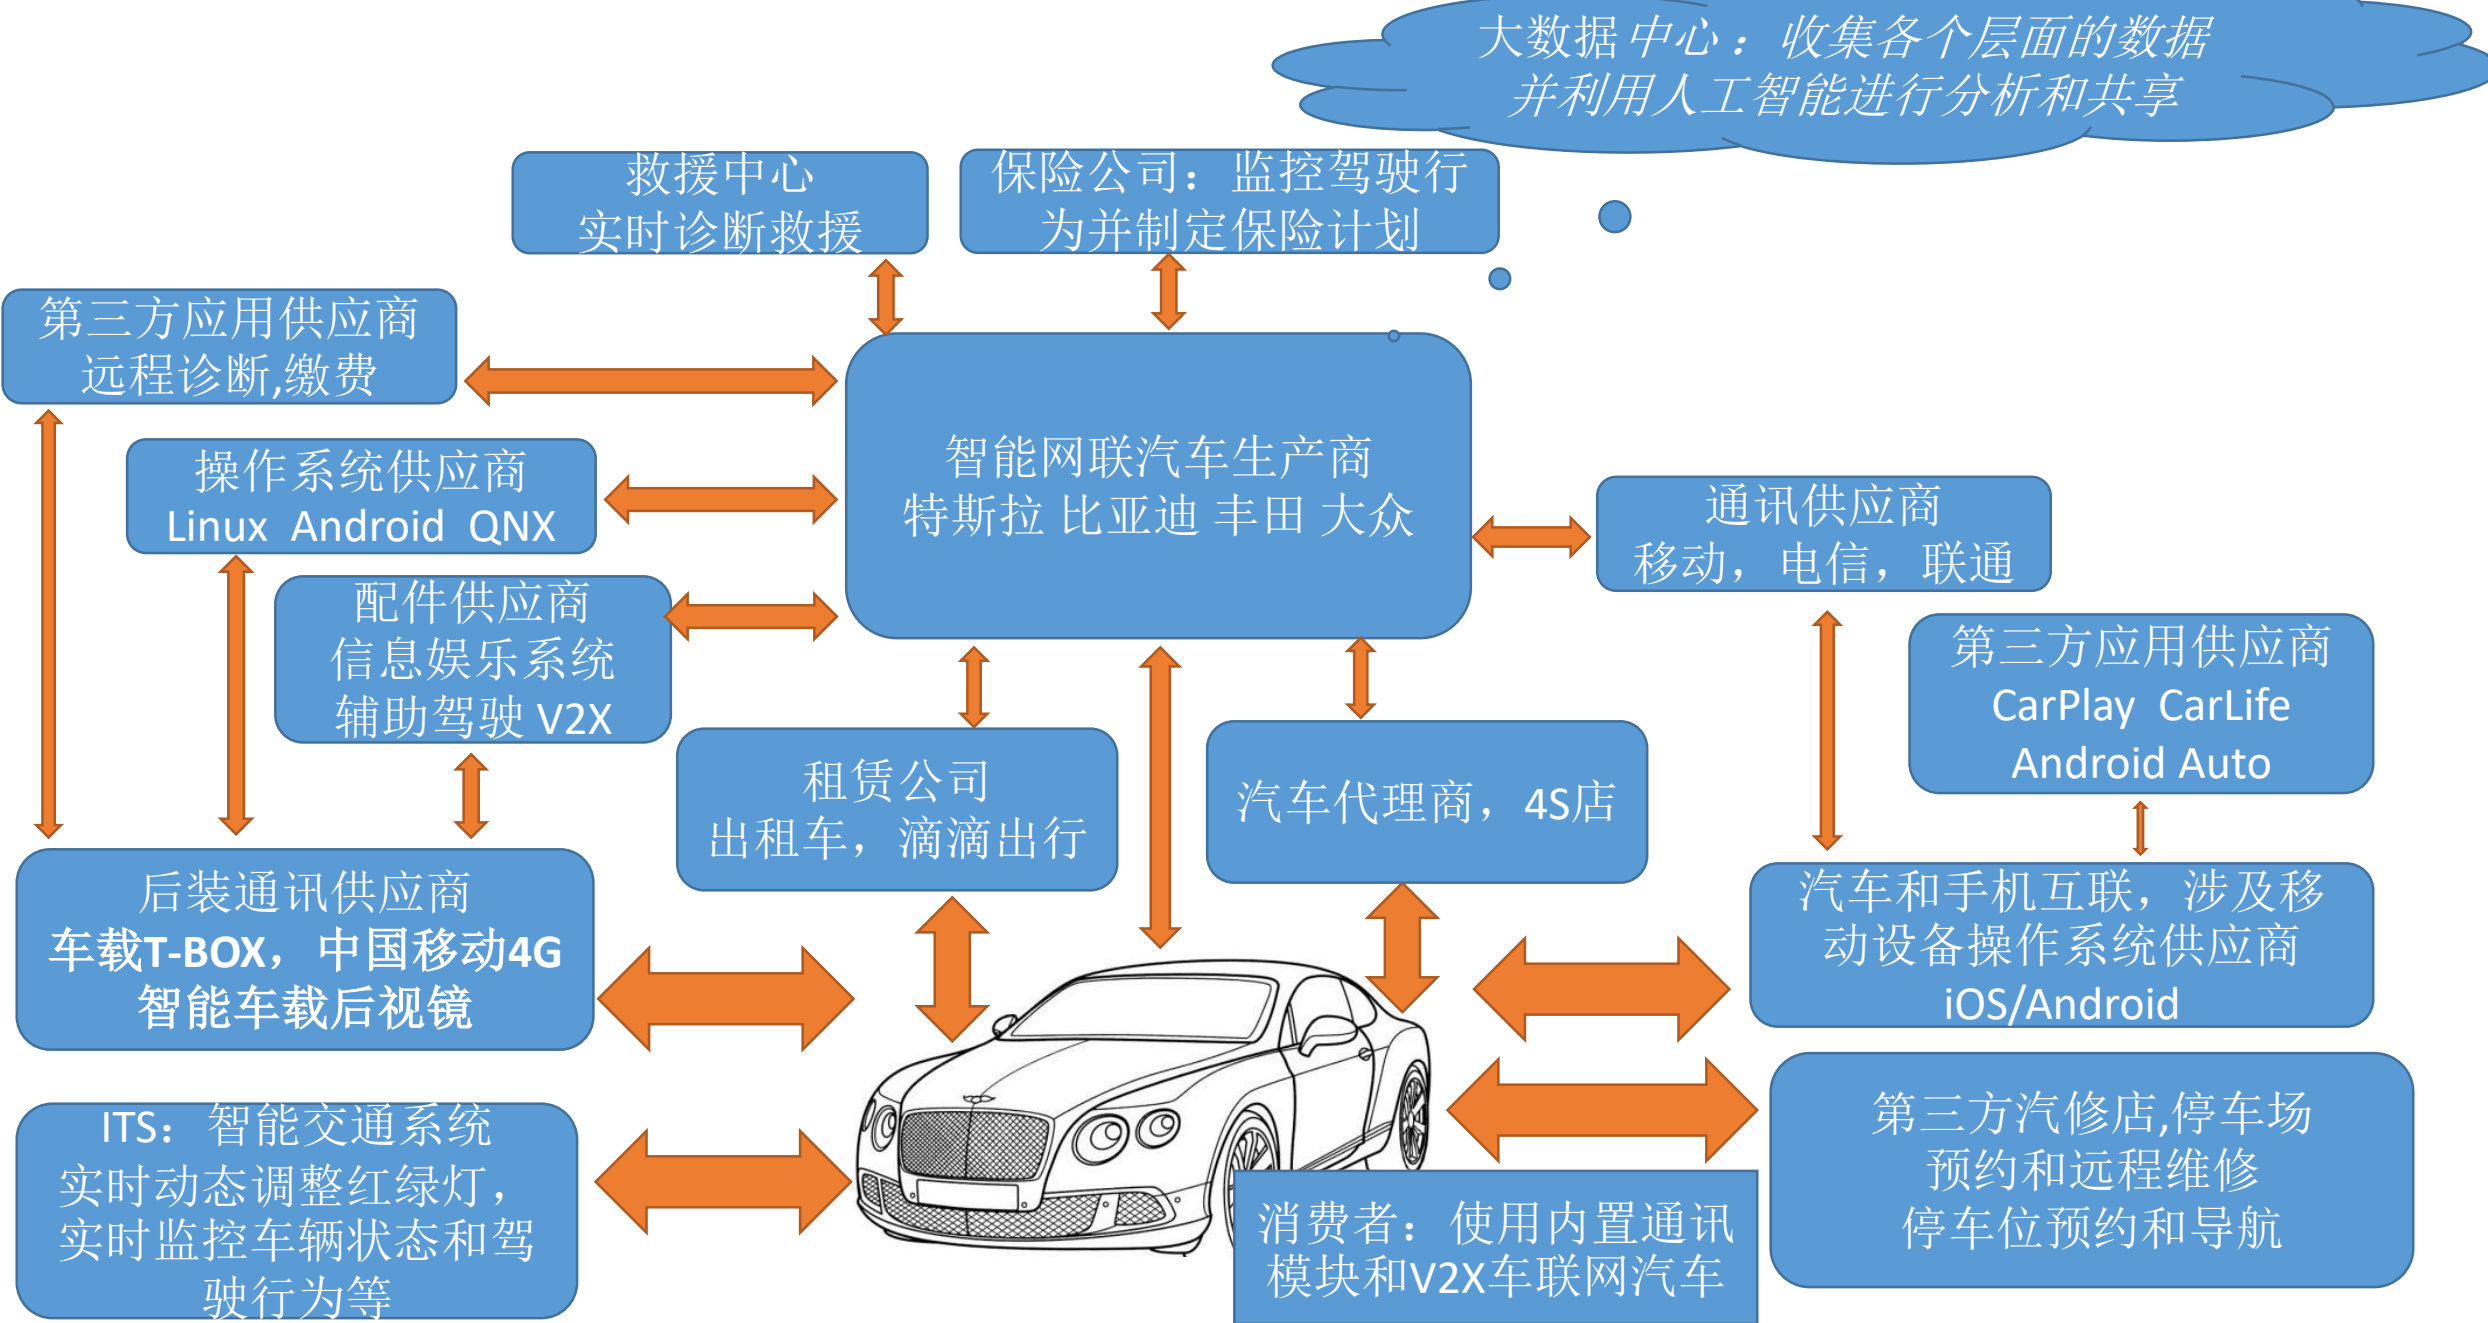 大数据中心：收集各个层面的数据
并利用人工智能进行分析和共享
救援中心
实时诊断救援
保险公司：监控驾驶行
为并制定保险计划
第三方应用供应商
远程诊断,缴费
操作系统供应商
Linux Android QNX
配件供应商
信息娱乐系统
辅助驾驶 V2X
智能网联汽车生产商
特斯拉 比亚迪 丰田 大众
通讯供应商
移动，电信，联通
第三方应用供应商
CarPlay CarLife
Android Auto
租赁公司
出租车，滴滴出行
汽车代理商，4S店
后装通讯供应商
车载T-BOX，中国移动4G
智能车载后视镜
汽车和手机互联，涉及移
动设备操作系统供应商
iOS/Android
ITS：智能交通系统
实时动态调整红绿灯，
实时监控车辆状态和驾
驶行为等
消费者：使用内置通讯
模块和V2X车联网汽车
第三方汽修店,停车场
预约和远程维修
停车位预约和导航